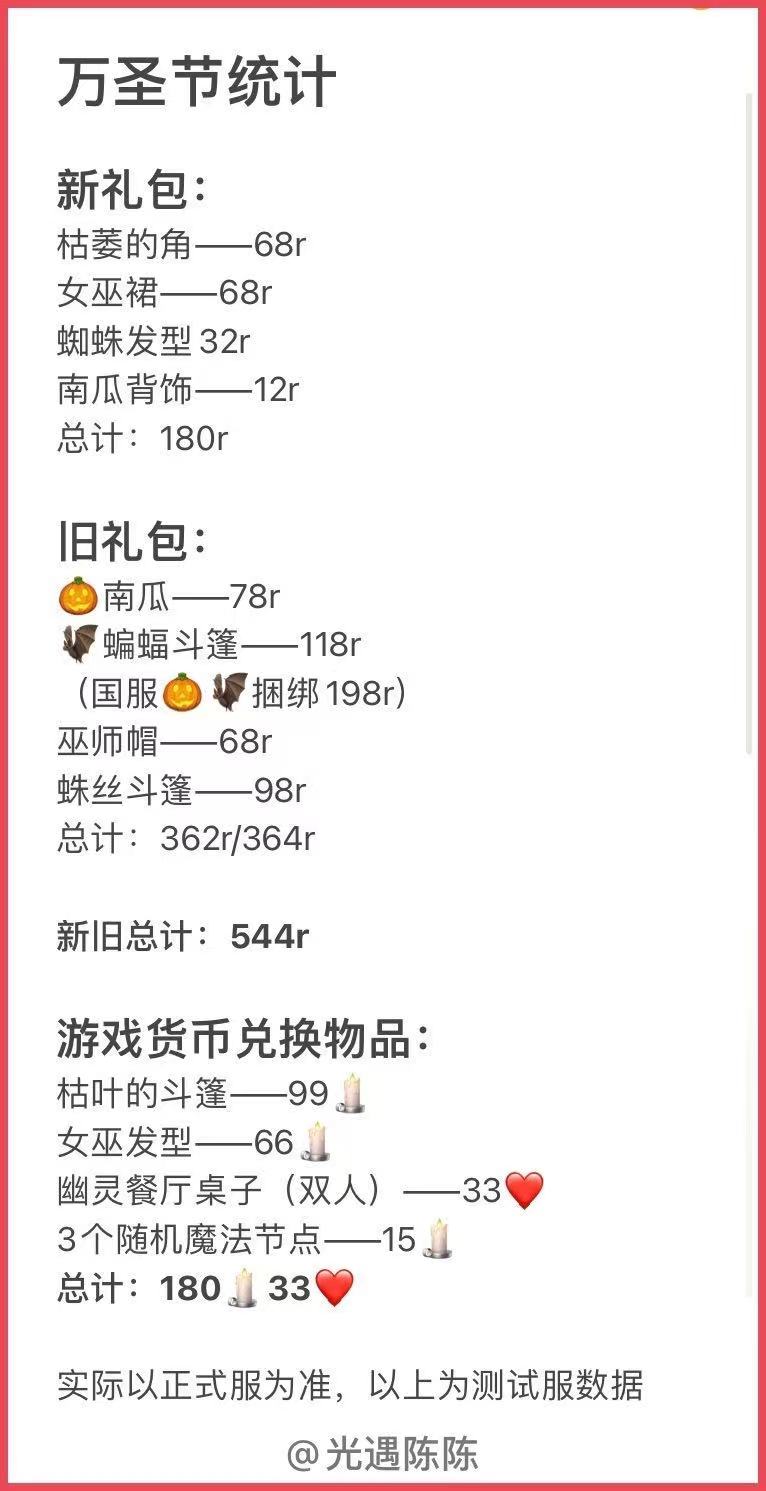 万圣节统计
新礼包：
枯萎的角——68r
女巫裙——68r
蜘蛛发型 32r
南瓜背饰——12r
总计：180r
旧礼包：
🎃南瓜——78r
🦇蝙蝠斗篷——118r
（国服🎃🦇捆绑 198r）
巫师帽——68r
蛛丝斗篷——98r
总计：362r/364r
新旧总计：544r
游戏货币兑换物品：
枯叶的斗篷——99🕯️
女巫发型——66🕯️
幽灵餐厅桌子（双人）——33❤️
3个随机魔法节点——15🕯️
总计：180🕯️33❤️
实际以正式服为准，以上为测试服数据
@光遇陈陈